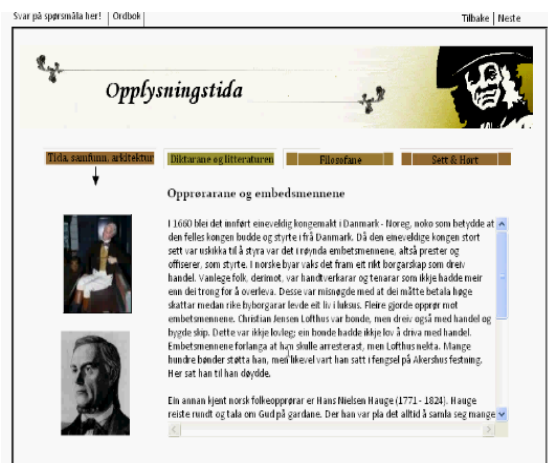 Svar på spørsmåla her! Ordbok Tilbake Neste
Opplysningstida
Tida, samfunn, arkitektur Diktarane og litteraturen Filosofane Sett & Hørt
Opprørarane og embedsmennene
I 1660 blei det innført eineveldig kongemakt i Danmark - Noreg, noko som betydde at
den felles kongen budde og styrte i frå Danmark. Då den eineveldige kongen stort
sett var uskikka til å styra var det i røynda embetsmennene, altså prester og
offiserer, som styrte. I norske byar vaks det fram eit rikt borgarskap som dreiv
handel. Vanlege folk, derimot, var handtverkarar og tenarar som ikkje hadde meir
enn dei trong for å overleva. Desse var misnøgde med at dei måtte betala høge
skattar medan rike byborgarar levde eit liv i luksus. Fleire gjorde opprør mot
embetsmennene. Christian Jensen Lofthus var bonde, men dreiv også med handel og
bygde skip. Dette var ikkje lovleg; ein bonde hadde ikkje lov å driva med handel.
Embetsmennene forlanga at han skulle arresterast, men Lofthus nekta. Mange
hundre bønder støtta han, men likevel vart han satt i fengsel på Akershus festning.
Her sat han til han døydde.
Ein annan kjent norsk folkeopprører er Hans Nielsen Hauge (1771 - 1824). Hauge
reiste rundt og tala om Gud på gardane. Der han var pla det alltid å samla seg mange